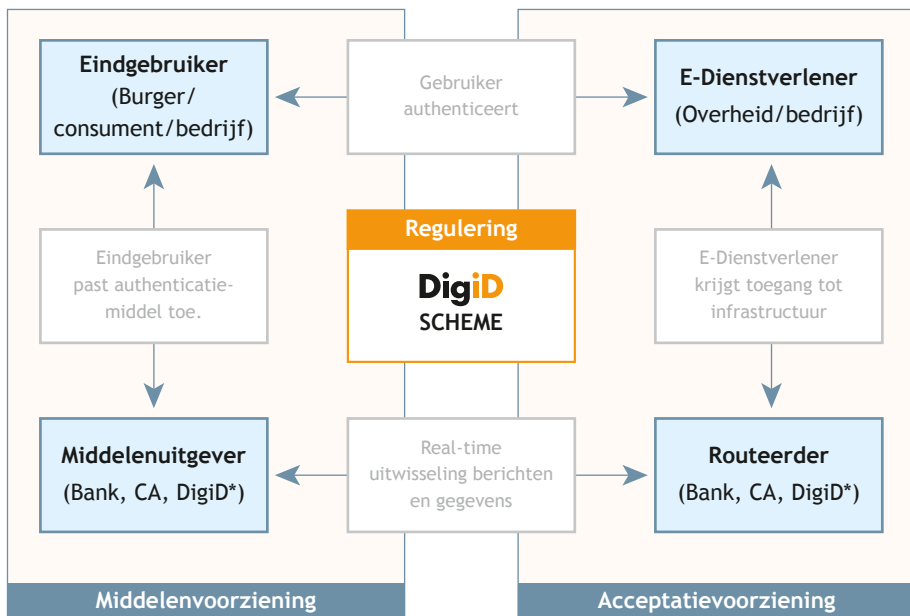 Eindgebruiker
(Burger/
consument/bedrijf)
Gebruiker
authenticeert
E-Dienstverlener
(Overheid/bedrijf)
Eindgebruiker
past authenticatie-
middel toe.
Regulering
DigiD
SCHEME
E-Dienstverlener
krijgt toegang tot
infrastructuur
Middelenuitgever
(Bank, CA, DigiD*)
Real-time
uitwisseling berichten
en gegevens
Routeerder
(Bank, CA, DigiD*)
Middelenvoorziening
Acceptatievoorziening